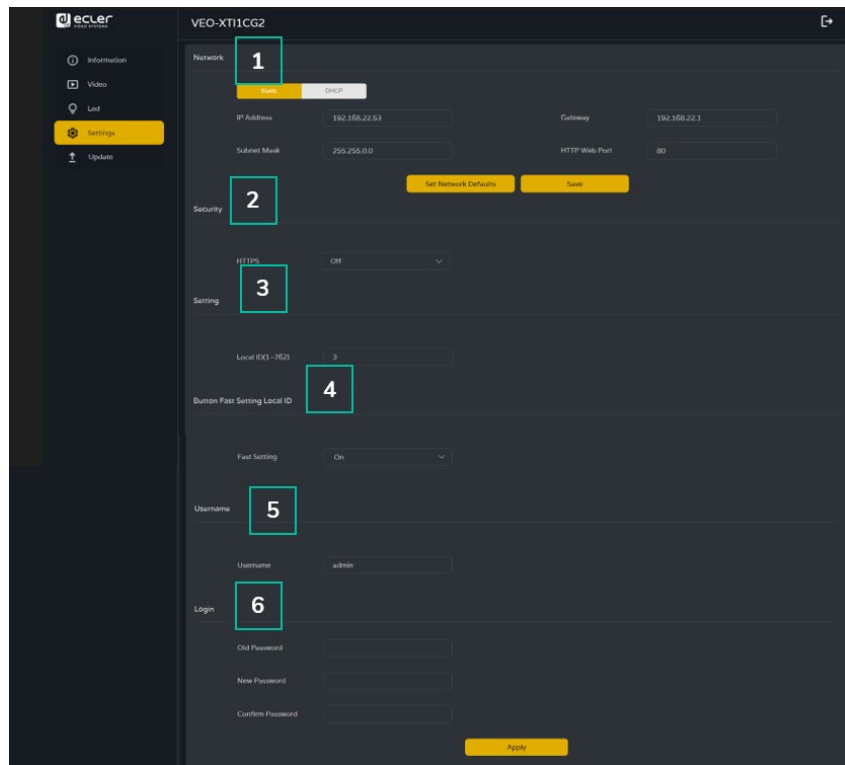 ecler
VIDEO SYSTEMS
VEO-XTI1CG2
Information
Video
Led
Settings
Update
Network
1
Static
DHCP
IP Address
192.168.22.53
Gateway
192.168.22.1
Subnet Mask
255.255.0.0
HTTP Web Port
80
Set Network Defaults
Save
Security
2
HTTPS
Off
Setting
3
Local ID(1~762)
3
Button Fast Setting Local ID
4
Fast Setting
On
Username
5
Username
admin
Login
6
Old Password
New Password
Confirm Password
Apply